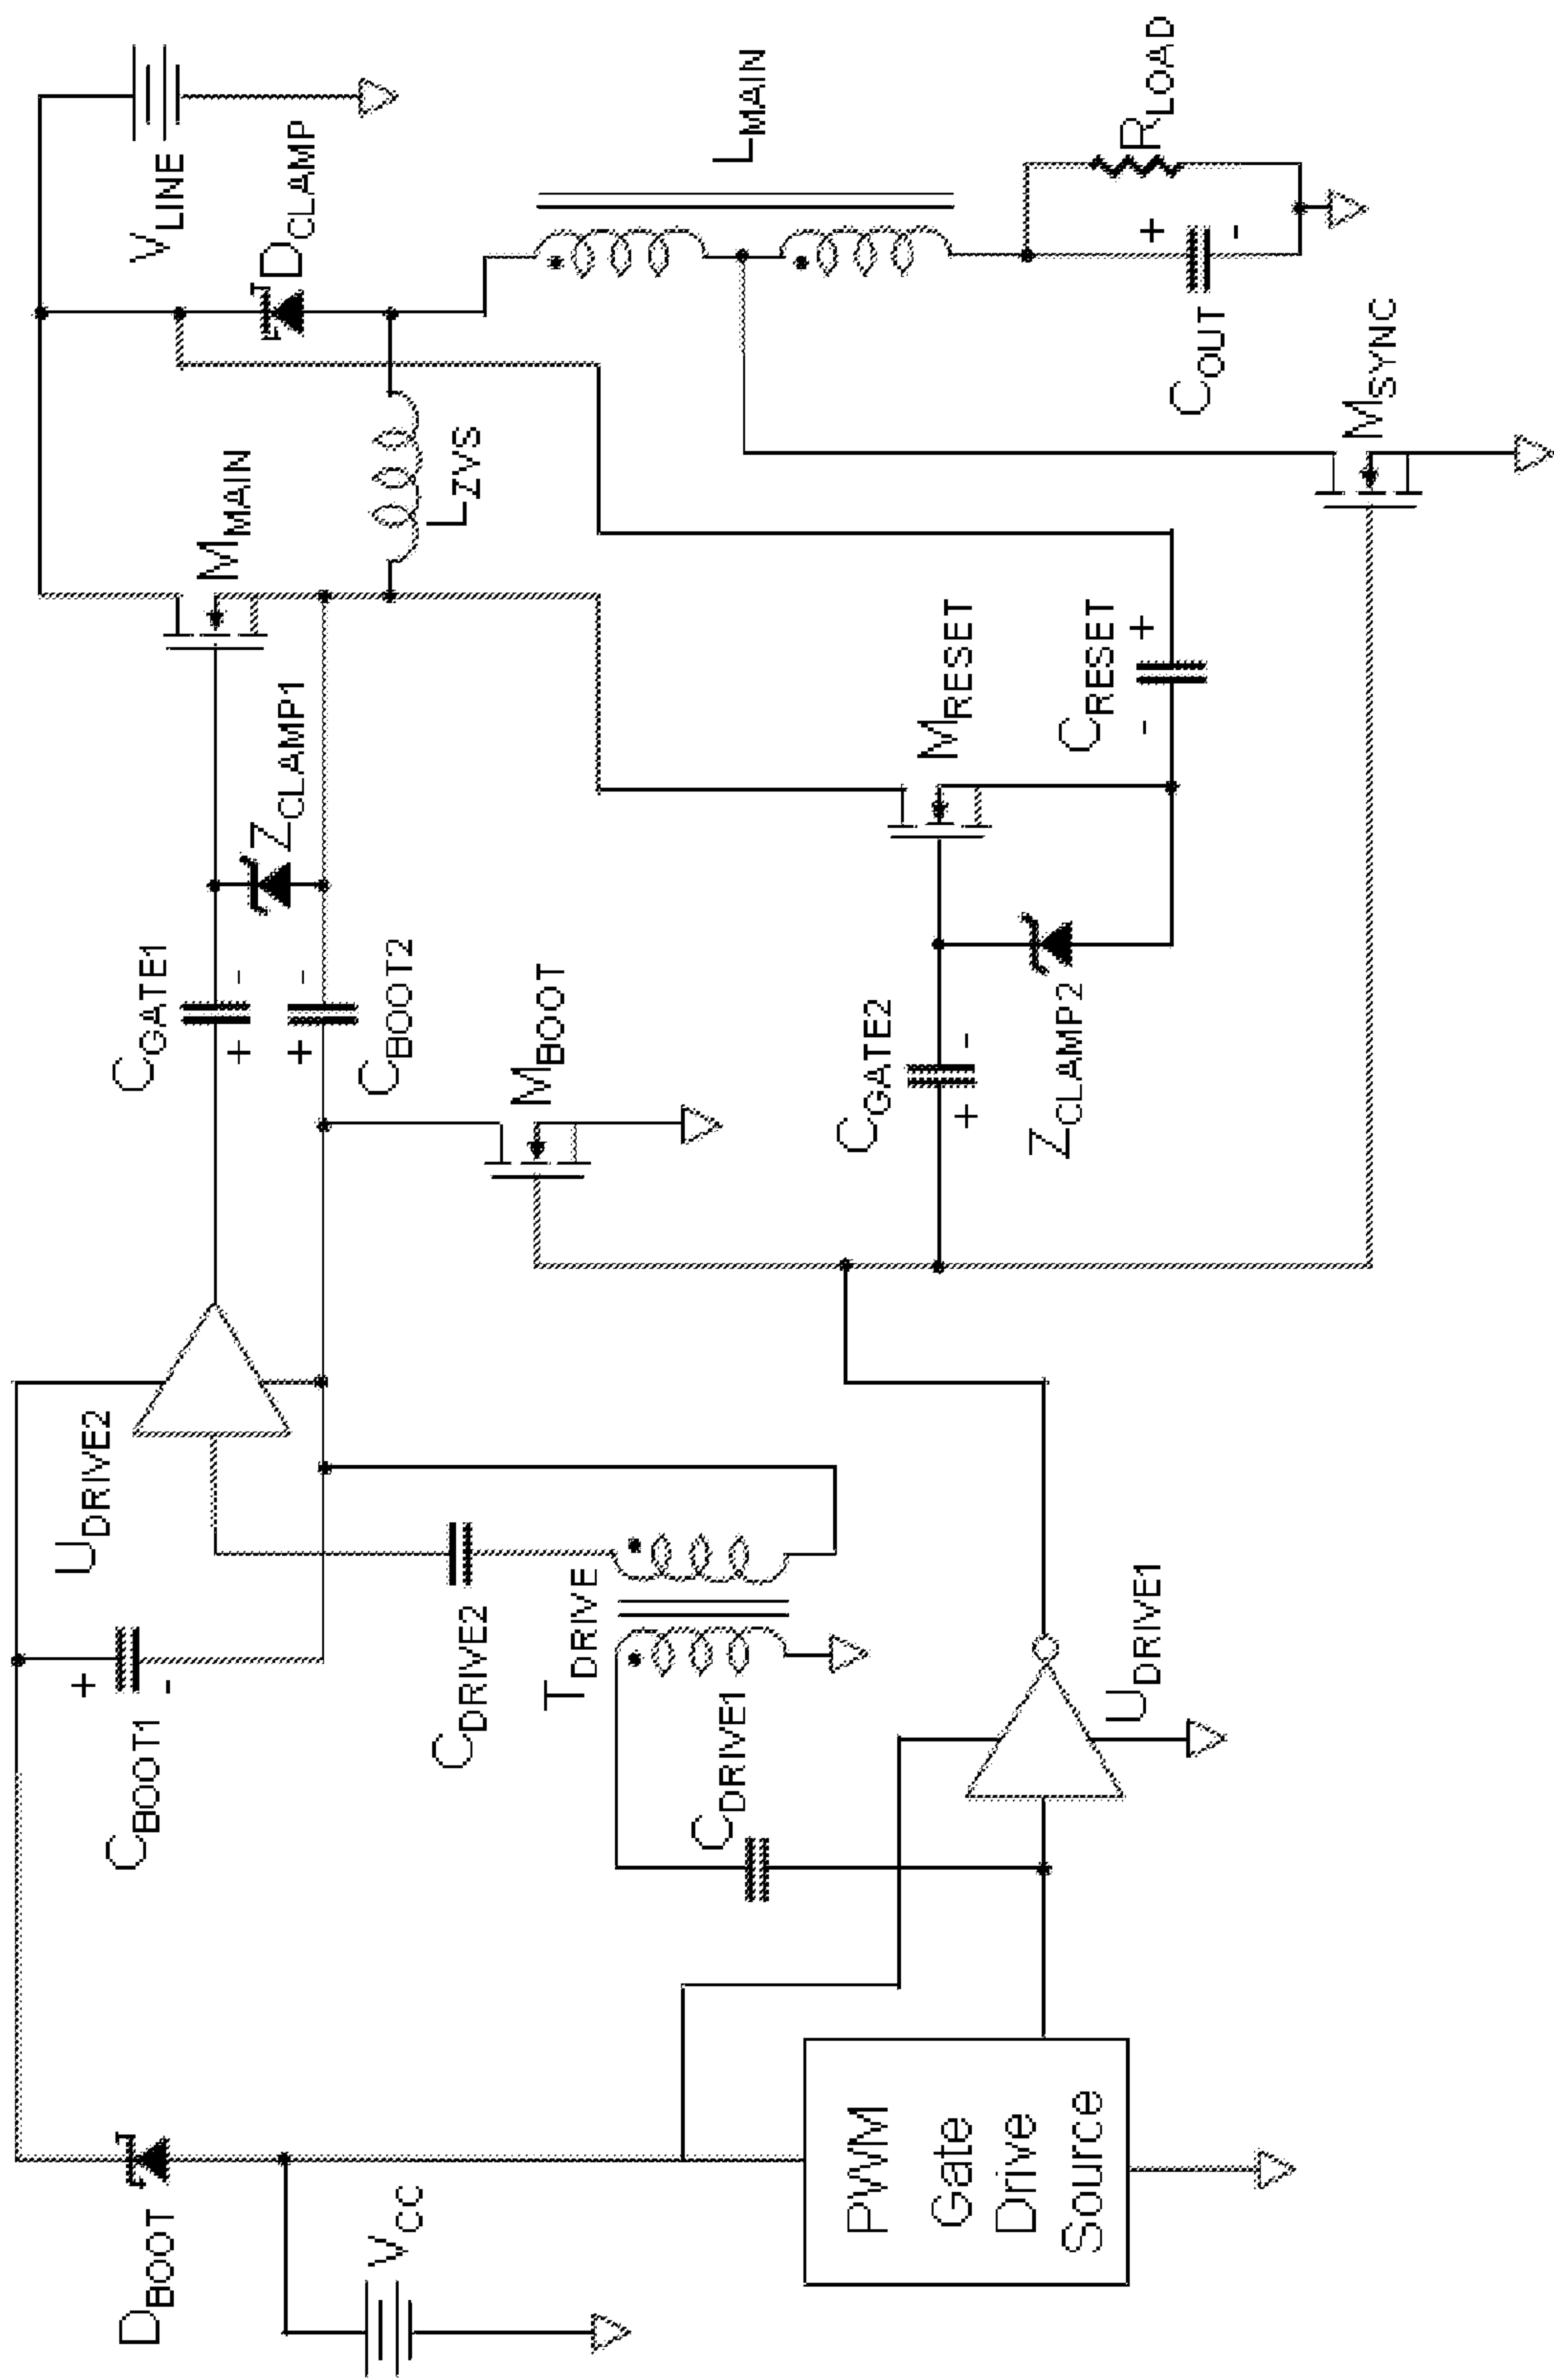 DBOOT
VCC
PWM
Gate
Drive
Source
CBOOT1
+
-
UDRIVE2
CDRIVE2
TDRIVE
CDRIVE1
UDRIVE1
CGATE1
+
-
ZCLAMP1
+
-
CBOOT2
MBOOT
CGATE2
+
-
ZCLAMP2
MMAIN
LZVS
MRESET
CRESET
-
+
VLINE
DCLAMP
LMAIN
RLOAD
COUT
+
-
MSYNC